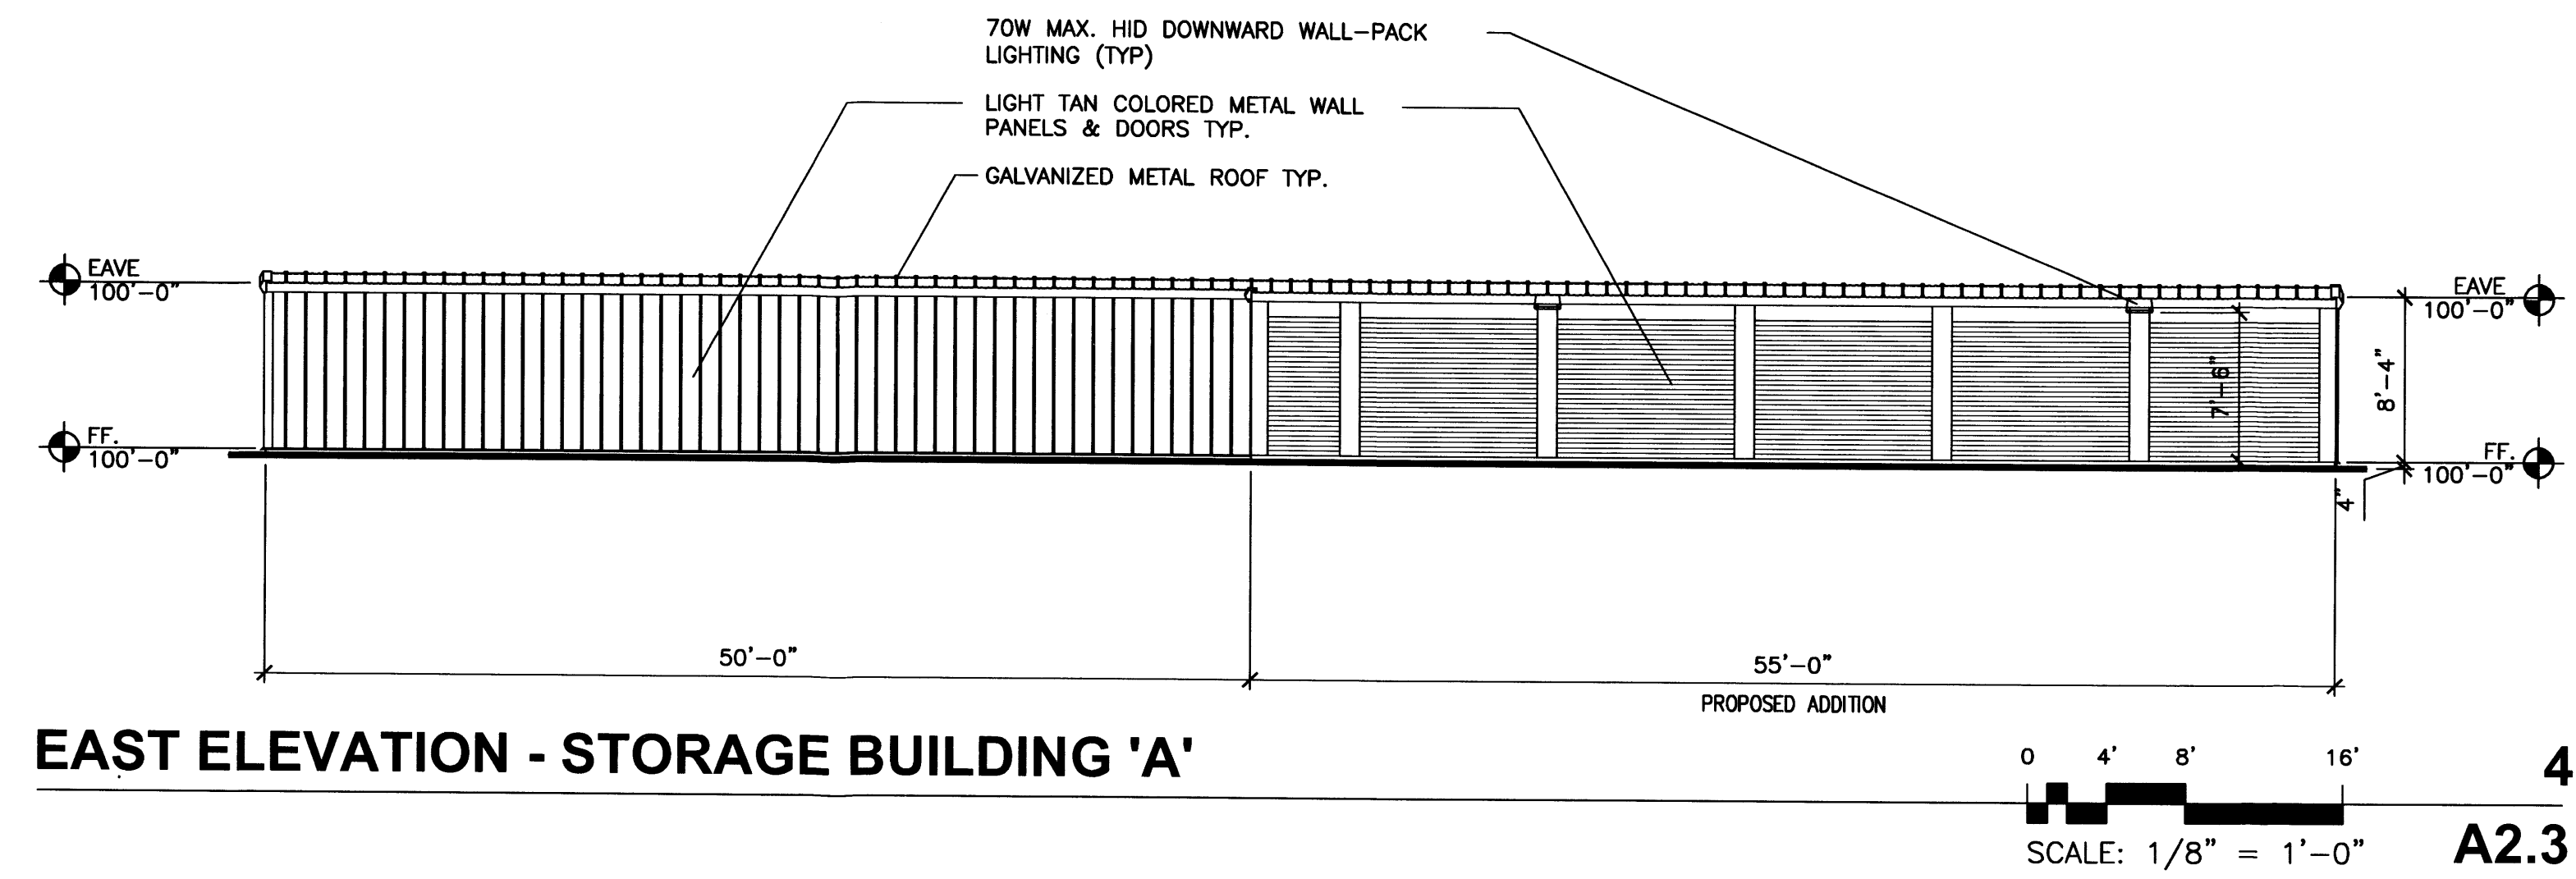 70W MAX. HID DOWNWARD WALL-PACK
LIGHTING (TYP)
LIGHT TAN COLORED METAL WALL
PANELS & DOORS TYP.
GALVANIZED METAL ROOF TYP.
EAVE
100'-0"
EAVE
100'-0"
7'-6"
8'-4"
FF.
100'-0"
FF.
100'-0"
4"
50'-0"
55'-0"
PROPOSED ADDITION
EAST ELEVATION - STORAGE BUILDING 'A'
0 4' 8' 16'
SCALE: 1/8" = 1'-0"
4
A2.3